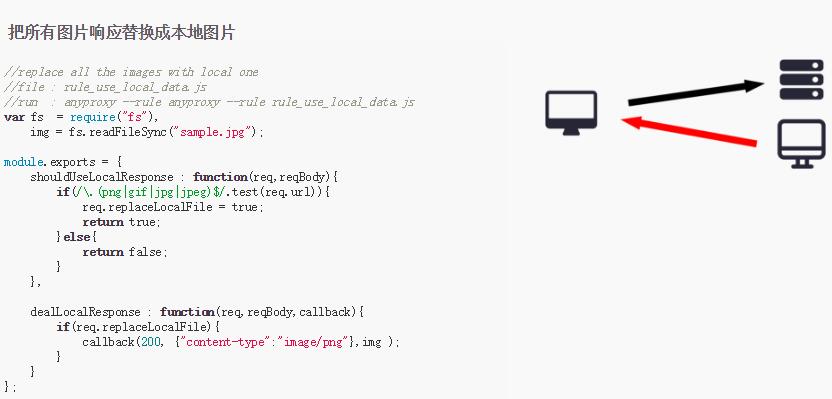 把所有图片响应替换成本地图片
//replace all the images with local one
//file : rule_use_local_data.js
//run  : anyproxy --rule anyproxy --rule rule_use_local_data.js
var fs  = require("fs"),
    img = fs.readFileSync("sample.jpg");
module.exports = {
    shouldUseLocalResponse : function(req,reqBody){
        if(/\.(png|gif|jpg|jpeg)$/.test(req.url)){
            req.replaceLocalFile = true;
            return true;
        }else{
            return false;
        }
    },
    dealLocalResponse : function(req,reqBody,callback){
        if(req.replaceLocalFile){
            callback(200, {"content-type":"image/png"},img );
        }
    }
};